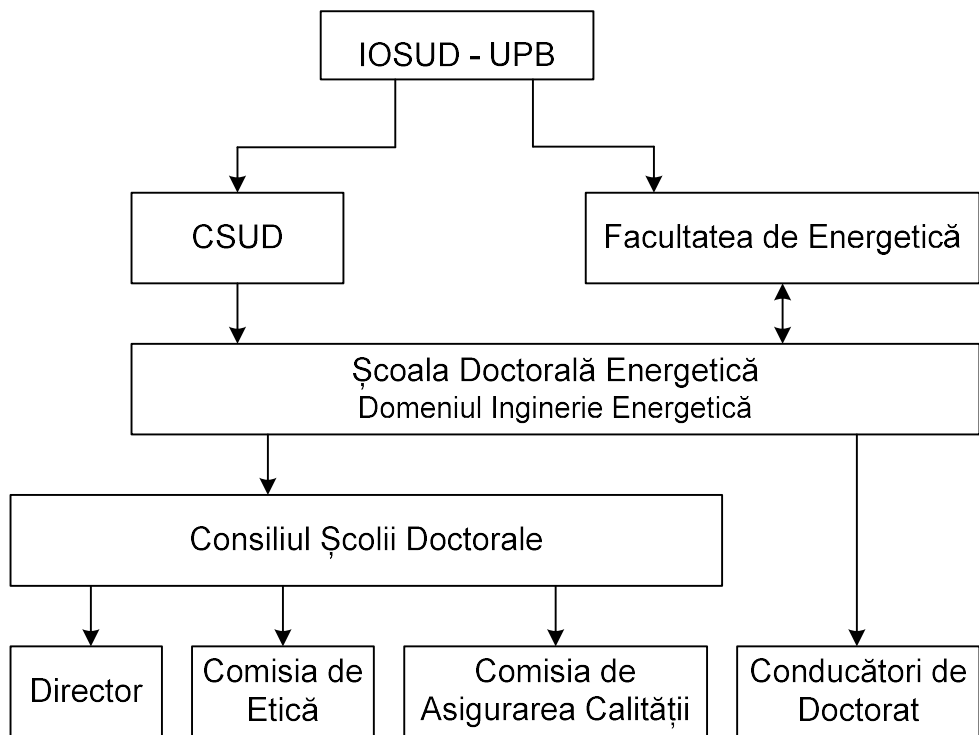 IOSUD - UPB
CSUD
Facultatea de Energetică
Școala Doctorală Energetică
Domeniul Inginerie Energetică
Consiliul Școlii Doctorale
Director
Comisia de
Etică
Comisia de
Asigurarea Calității
Conducători de
Doctorat